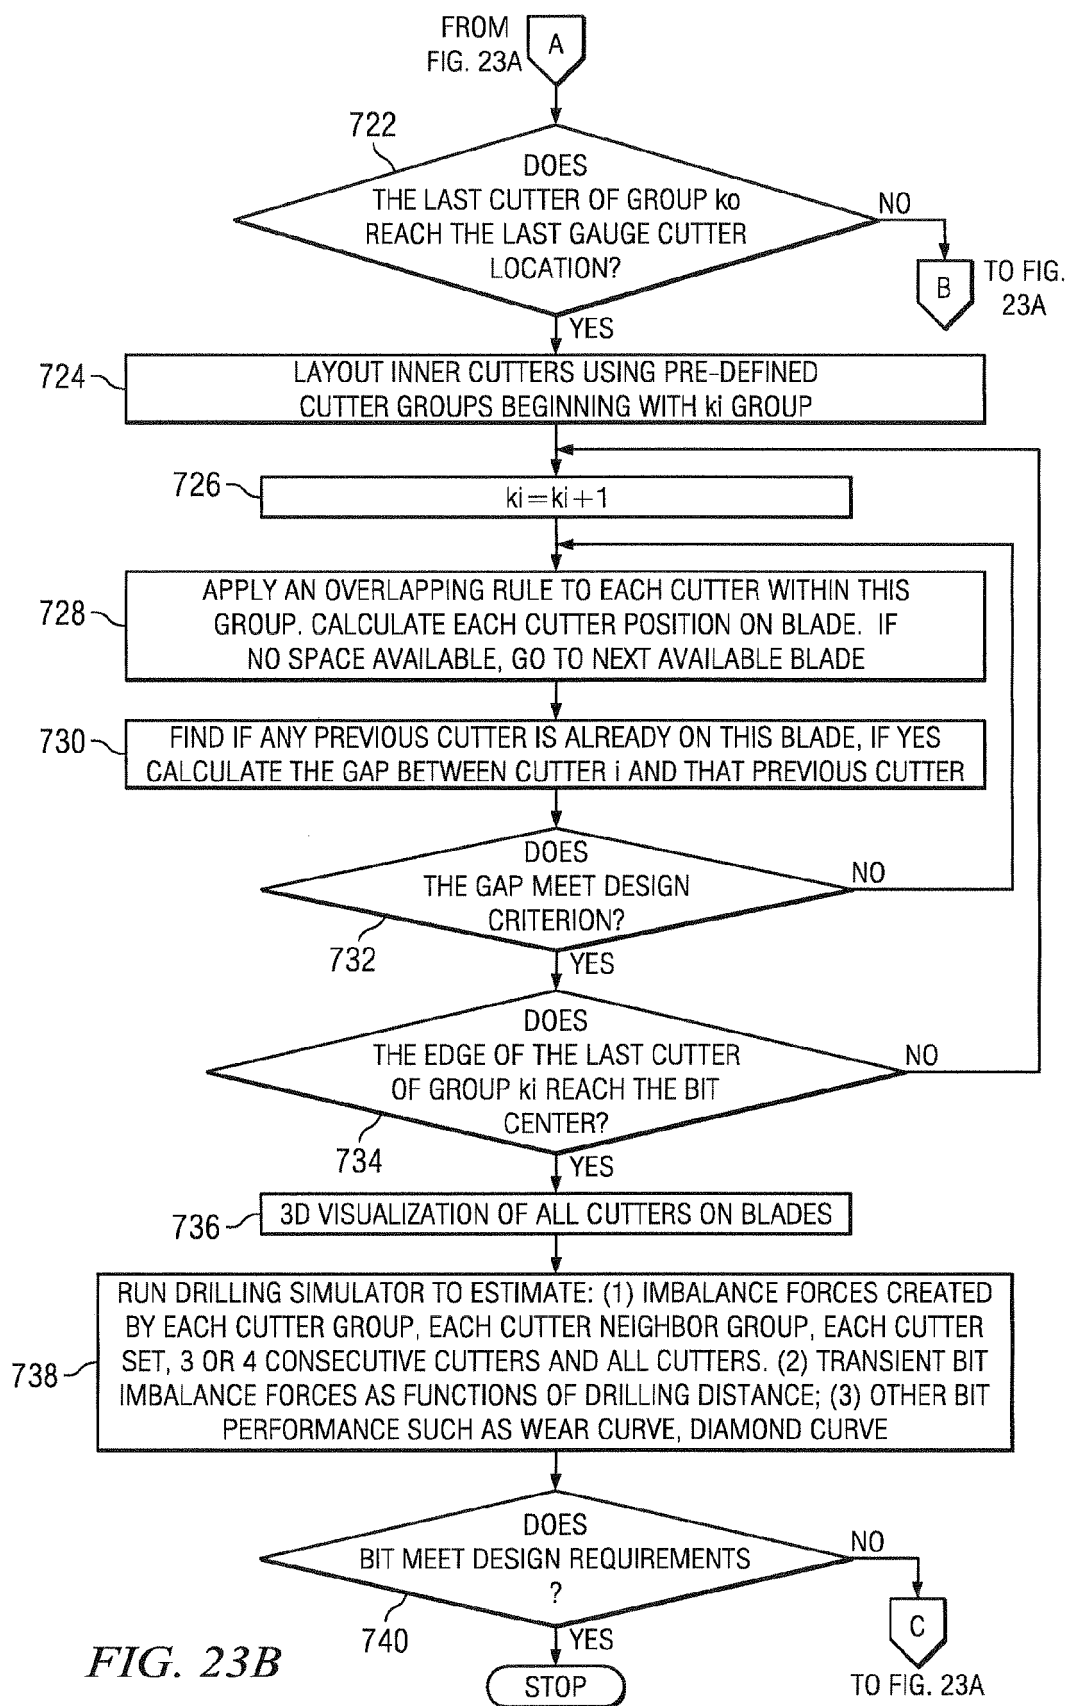 FROM
FIG. 23A
A
722
DOES
THE LAST CUTTER OF GROUP ko
REACH THE LAST GAUGE CUTTER
LOCATION?
NO
B
TO FIG.
23A
YES
724
LAYOUT INNER CUTTERS USING PRE-DEFINED
CUTTER GROUPS BEGINNING WITH ki GROUP
726
ki=ki+1
728
APPLY AN OVERLAPPING RULE TO EACH CUTTER WITHIN THIS
GROUP. CALCULATE EACH CUTTER POSITION ON BLADE. IF
NO SPACE AVAILABLE, GO TO NEXT AVAILABLE BLADE
730
FIND IF ANY PREVIOUS CUTTER IS ALREADY ON THIS BLADE, IF YES
CALCULATE THE GAP BETWEEN CUTTER i AND THAT PREVIOUS CUTTER
DOES
THE GAP MEET DESIGN
CRITERION?
NO
732
YES
DOES
THE EDGE OF THE LAST CUTTER
OF GROUP ki REACH THE BIT
CENTER?
NO
734
YES
736
3D VISUALIZATION OF ALL CUTTERS ON BLADES
738
RUN DRILLING SIMULATOR TO ESTIMATE: (1) IMBALANCE FORCES CREATED
BY EACH CUTTER GROUP, EACH CUTTER NEIGHBOR GROUP, EACH CUTTER
SET, 3 OR 4 CONSECUTIVE CUTTERS AND ALL CUTTERS. (2) TRANSIENT BIT
IMBALANCE FORCES AS FUNCTIONS OF DRILLING DISTANCE; (3) OTHER BIT
PERFORMANCE SUCH AS WEAR CURVE, DIAMOND CURVE
DOES
BIT MEET DESIGN REQUIREMENTS
?
NO
740
YES
C
TO FIG. 23A
STOP
FIG. 23B